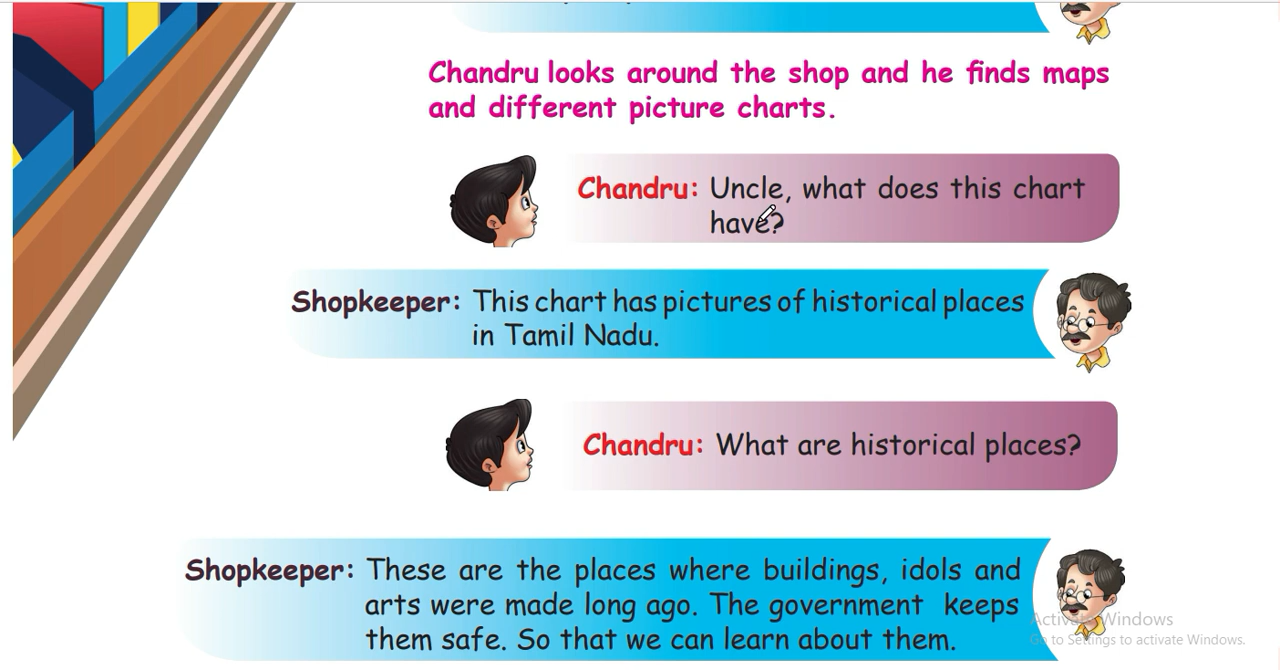 Chandru looks around the shop and he finds maps
and different picture charts.
Chandru: Uncle, what does this chart
have?
Shopkeeper: This chart has pictures of historical places
in Tamil Nadu.
Chandru: What are historical places?
Shopkeeper: These are the places where buildings, idols and
arts were made long ago. The government keeps
them safe. So that we can learn about them.
Activate Windows
Go to Settings to activate Windows.